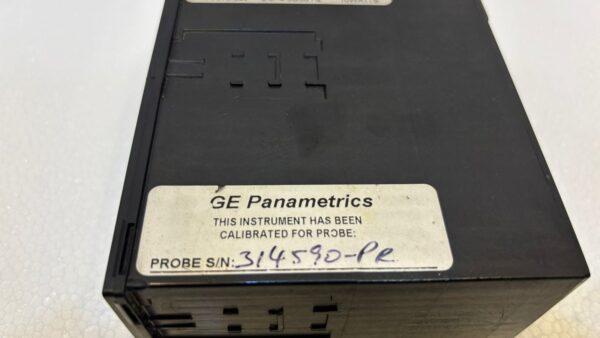 GE Panametrics
THIS INSTRUMENT HAS BEEN
CALIBRATED FOR PROBE:
PROBE S/N: 314590-PR